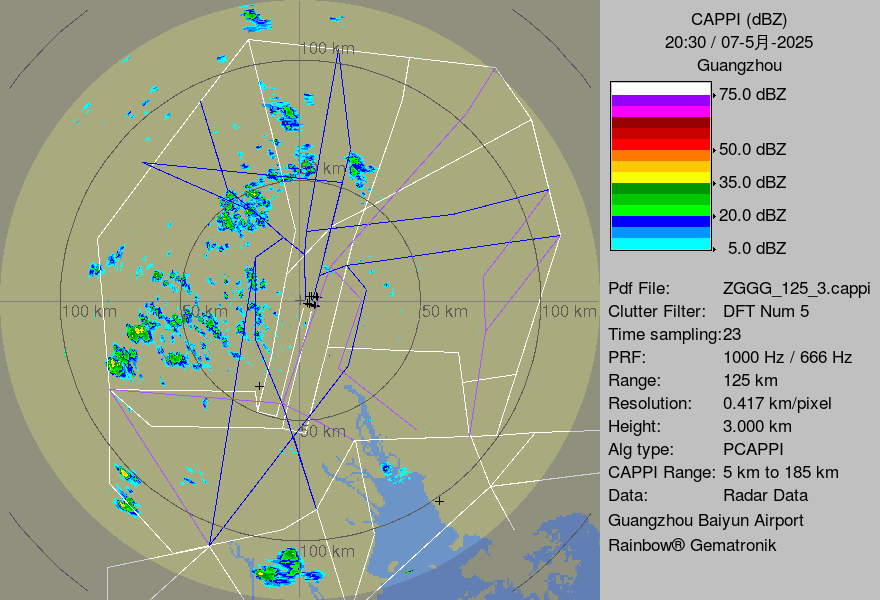 CAPPI (dBZ)
20:30 / 07-5月-2025
Guangzhou
75.0 dBZ
50.0 dBZ
35.0 dBZ
20.0 dBZ
5.0 dBZ
Pdf File: ZGGG_125_3.cappi
Clutter Filter: DFT Num 5
Time sampling: 23
PRF: 1000 Hz / 666 Hz
Range: 125 km
Resolution: 0.417 km/pixel
Height: 3.000 km
Alg type: PCAPPI
CAPPI Range: 5 km to 185 km
Data: Radar Data
Guangzhou Baiyun Airport
Rainbow® Gematronik
100 km
km
100 km
50 km
50 km
100 km
50 km
100 km